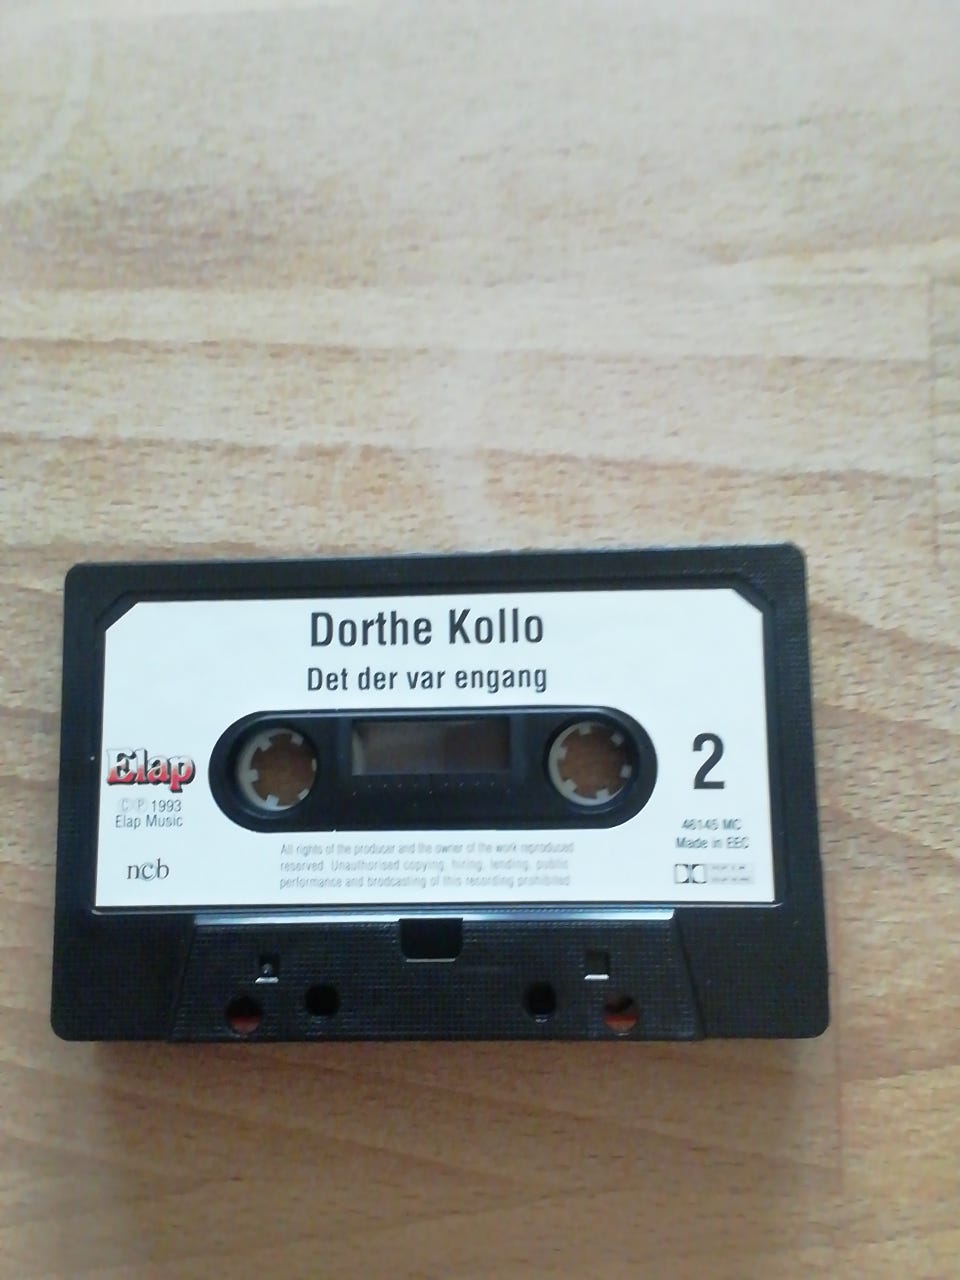 Dorthe Kollo
Det der var engang
Elap
© ℗ 1993
Elap Music
ncb
2
46145 MC
Made in EEC
All rights of the producer and the owner of the work reproduced
reserved. Unauthorised copying, hiring, lending, public
performance and brodcasting of this recording prohibited